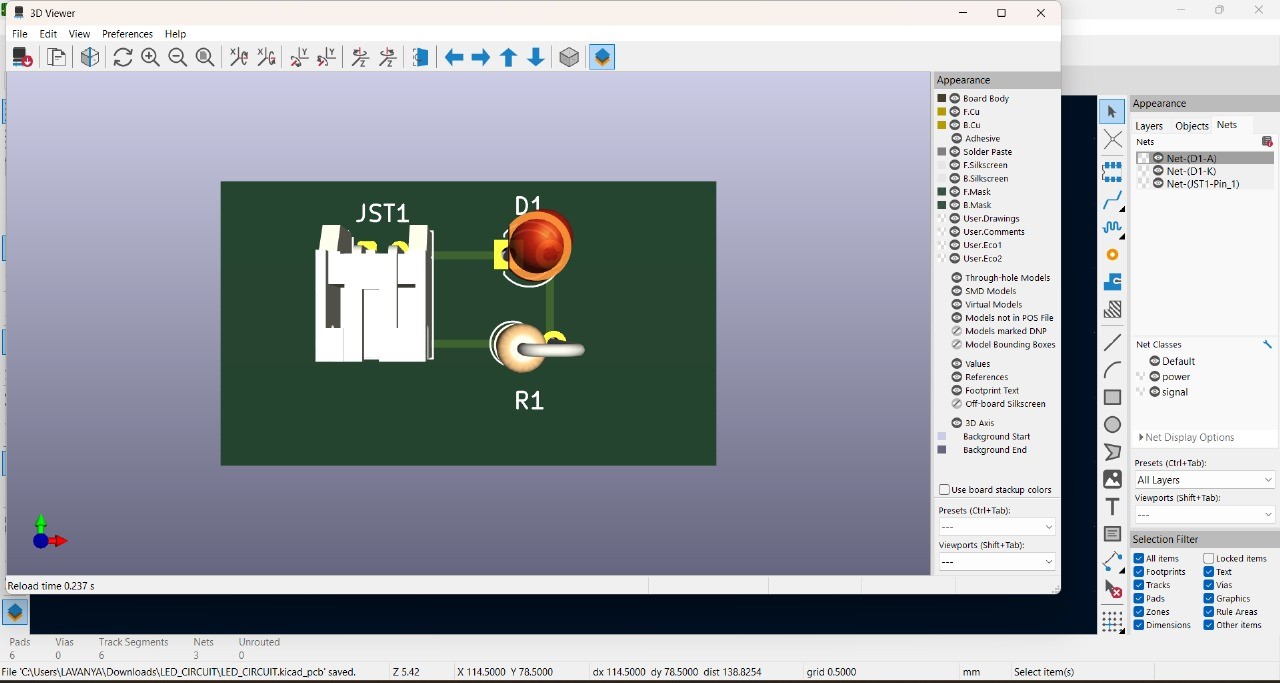 3D Viewer
File Edit View Preferences Help
JST1
D1
R1
Reload time 0.237 s
Appearance
Board Body
F.Cu
B.Cu
Adhesive
Solder Paste
F.Silkscreen
B.Silkscreen
F.Mask
B.Mask
User.Drawings
User.Comments
User.Eco1
User.Eco2
Through-hole Models
SMD Models
Virtual Models
Models not in POS File
Models marked DNP
Model Bounding Boxes
Values
References
Footprint Text
Off-board Silkscreen
3D Axis
Background Start
Background End
Use board stackup colors
Presets (Ctrl+Tab):
---
Viewports (Shift+Tab):
---
Appearance
Layers Objects Nets
Nets
Net-(D1-A)
Net-(D1-K)
Net-(JST1-Pin_1)
Net Classes
Default
power
signal
Net Display Options
Presets (Ctrl+Tab):
All Layers
Viewports (Shift+Tab):
---
Selection Filter
All items Locked items
Footprints Text
Tracks Vias
Pads Graphics
Zones Rule Areas
Dimensions Other items
Pads Vias Track Segments Nets Unrouted
6 0 6 3 0
File 'C:\Users\LAVANYA\Downloads\LED_CIRCUIT\LED_CIRCUIT.kicad_pcb' saved. Z 5.42 X 114.5000 Y 78.5000 dx 114.5000 dy 78.5000 dist 138.8254 grid 0.5000 mm Select item(s)